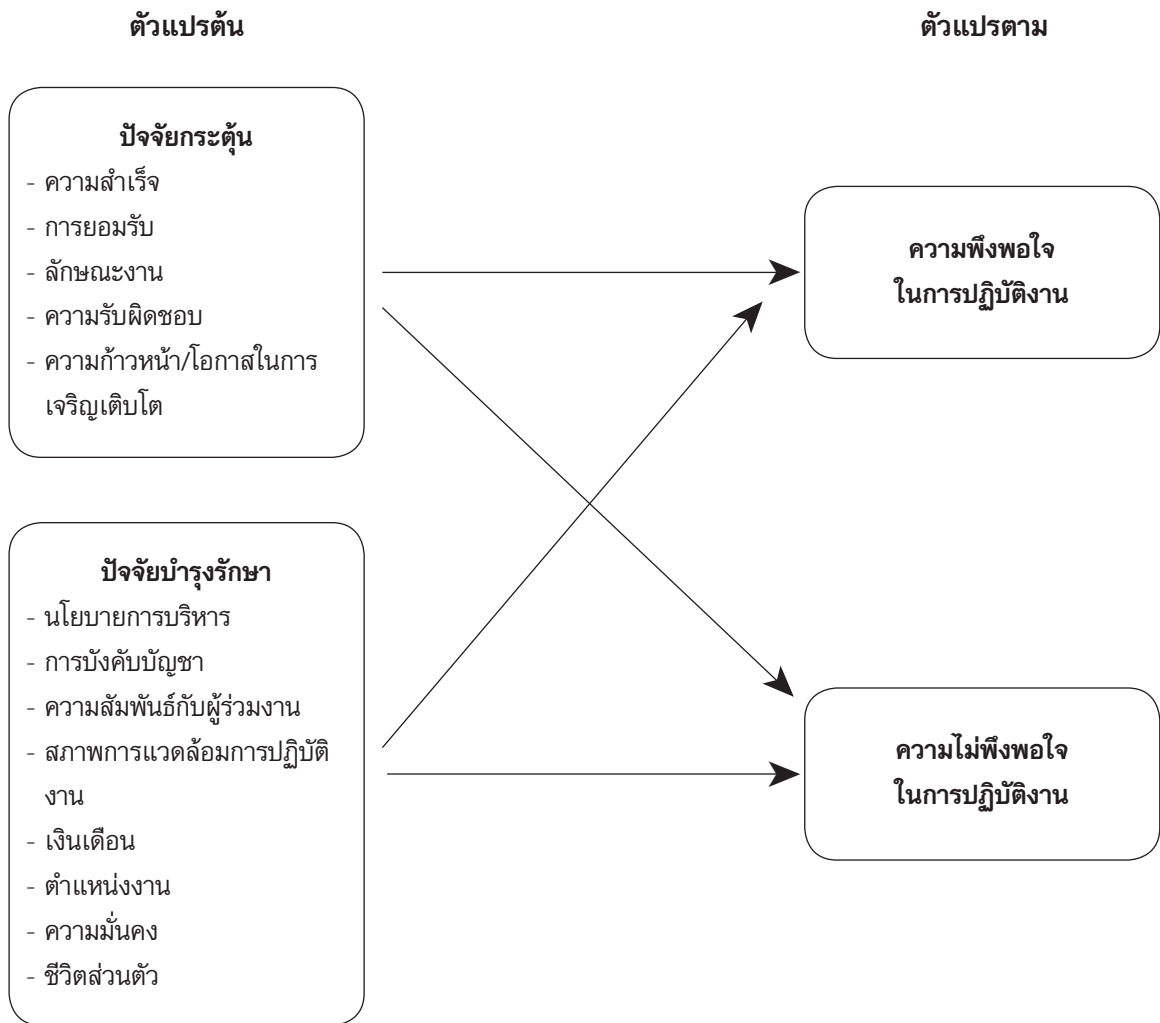 ตัวแปรต้น
ตัวแปรตาม
ปัจจัยกระตุ้น
- ความสำเร็จ
- การยอมรับ
- ลักษณะงาน
- ความรับผิดชอบ
- ความก้าวหน้า/โอกาสในการ
เจริญเติบโต
ความพึงพอใจ
ในการปฏิบัติงาน
ปัจจัยบำรุงรักษา
- นโยบายการบริหาร
- การบังคับบัญชา
- ความสัมพันธ์กับผู้ร่วมงาน
- สภาพการแวดล้อมการปฏิบัติ
งาน
- เงินเดือน
- ตำแหน่งงาน
- ความมั่นคง
- ชีวิตส่วนตัว
ความไม่พึงพอใจ
ในการปฏิบัติงาน